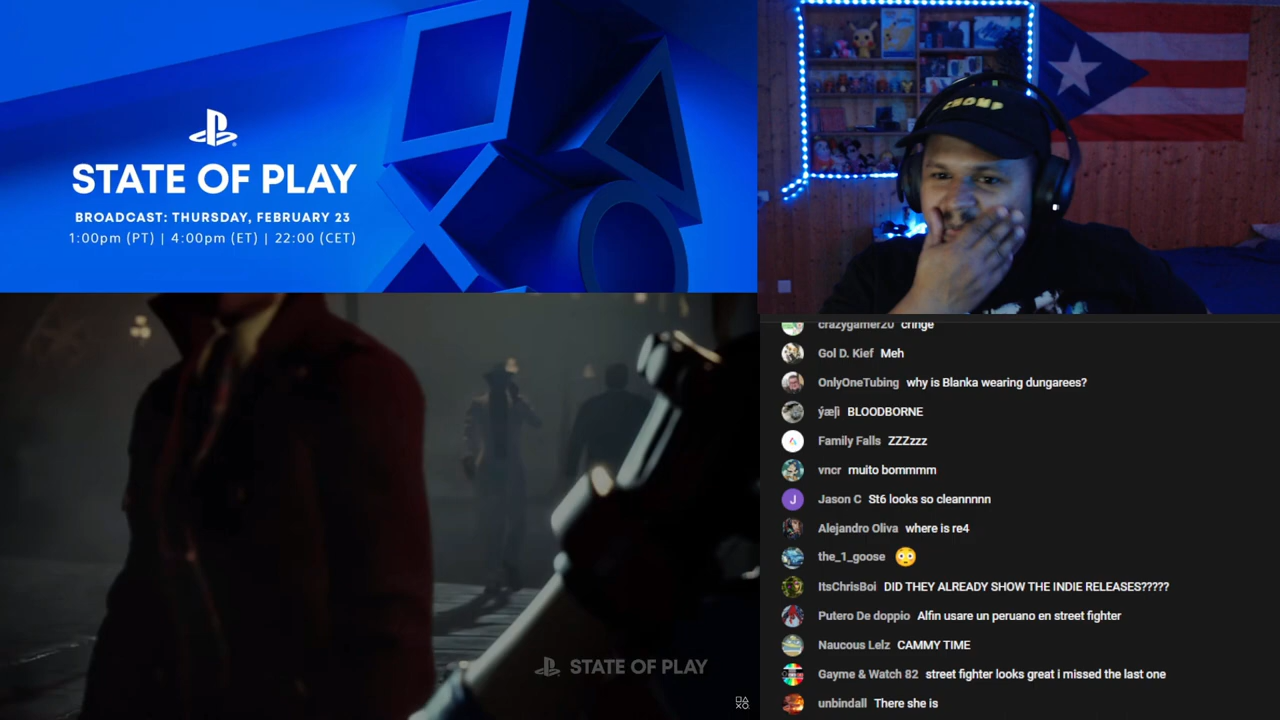 STATE OF PLAY
BROADCAST: THURSDAY, FEBRUARY 23
1:00pm (PT) | 4:00pm (ET) | 22:00 (CET)
CHOMP
STATE OF PLAY
crazygamer20 cringe
Gol D. Kief Meh
OnlyOneTubing why is Blanka wearing dungarees?
ýæḷì BLOODBORNE
Family Falls ZZZzzz
vncr muito bommmm
J Jason C St6 looks so cleannnnn
Alejandro Oliva where is re4
the_1_goose 😳
ItsChrisBoi DID THEY ALREADY SHOW THE INDIE RELEASES?????
Putero De doppio Alfin usare un peruano en street fighter
Naucous Lelz CAMMY TIME
Gayme & Watch 82 street fighter looks great i missed the last one
unbindall There she is